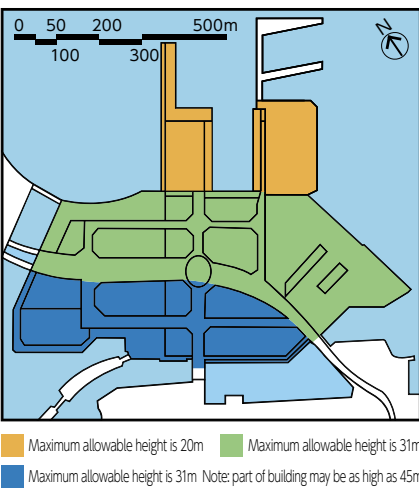 0 50 200 500m
100 300
N
Maximum allowable height is 20m
Maximum allowable height is 31m
Maximum allowable height is 31m Note: part of building may be as high as 45m